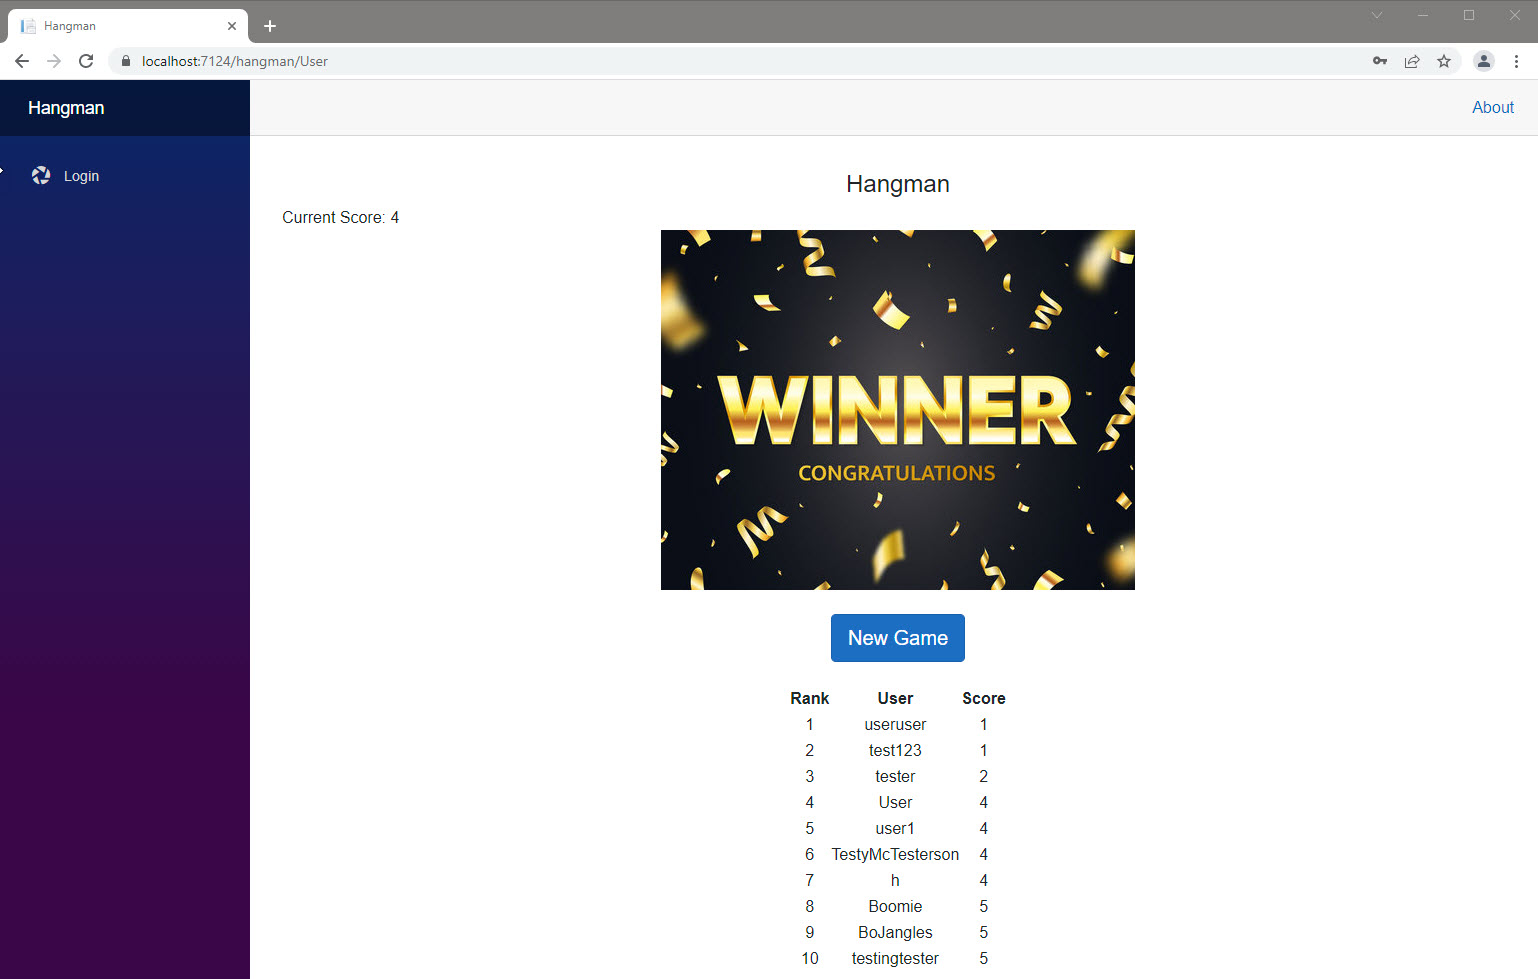 Hangman
localhost:7124/hangman/User
Hangman
About
Login
Hangman
Current Score: 4
WINNER
CONGRATULATIONS
New Game
Rank User Score
1 useruser 1
2 test123 1
3 tester 2
4 User 4
5 user1 4
6 TestyMcTesterson 4
7 h 4
8 Boomie 5
9 BoJangles 5
10 testingtester 5